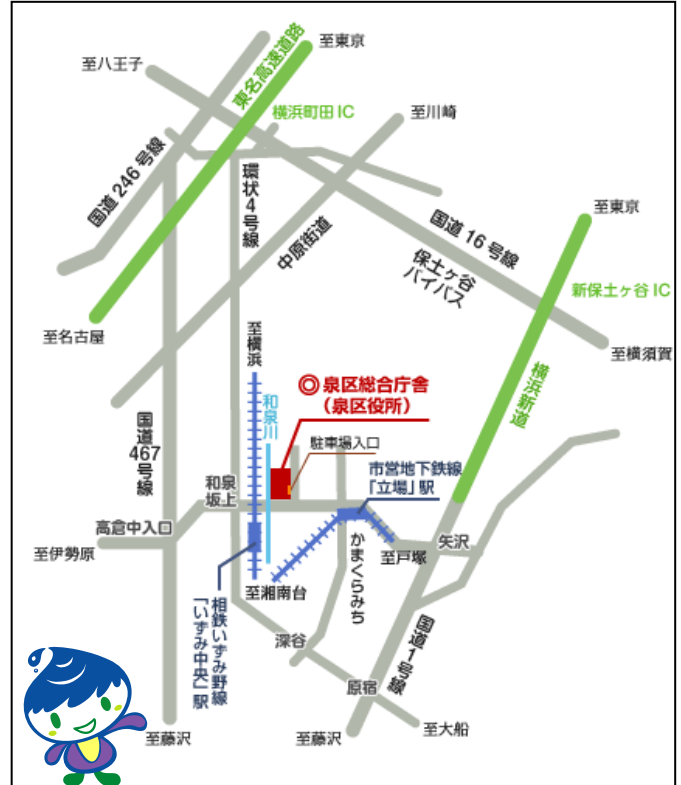 至東京
東名高速道路
至八王子
横浜町田IC
至川崎
国道246号線
環状4号線
中原街道
国道16号線
保土ヶ谷
バイパス
至東京
新保土ヶ谷IC
至名古屋
至横浜
至横須賀
横浜新道
◎泉区総合庁舎
(泉区役所)
和泉川
国道467号線
駐車場入口
市営地下鉄線
「立場」駅
和泉
坂上
高倉中入口
至伊勢原
かまくらみち
至戸塚
矢沢
至湘南台
相鉄いずみ野線
「いずみ中央」駅
深谷
国道1号線
原宿
至藤沢
至藤沢
至大船